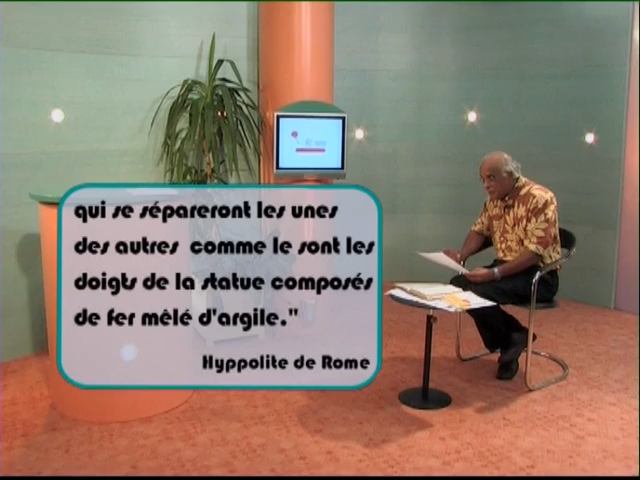 qui se sépareront les unes
des autres comme le sont les
doigts de la statue composés
de fer mêlé d'argile."
Hyppolite de Rome